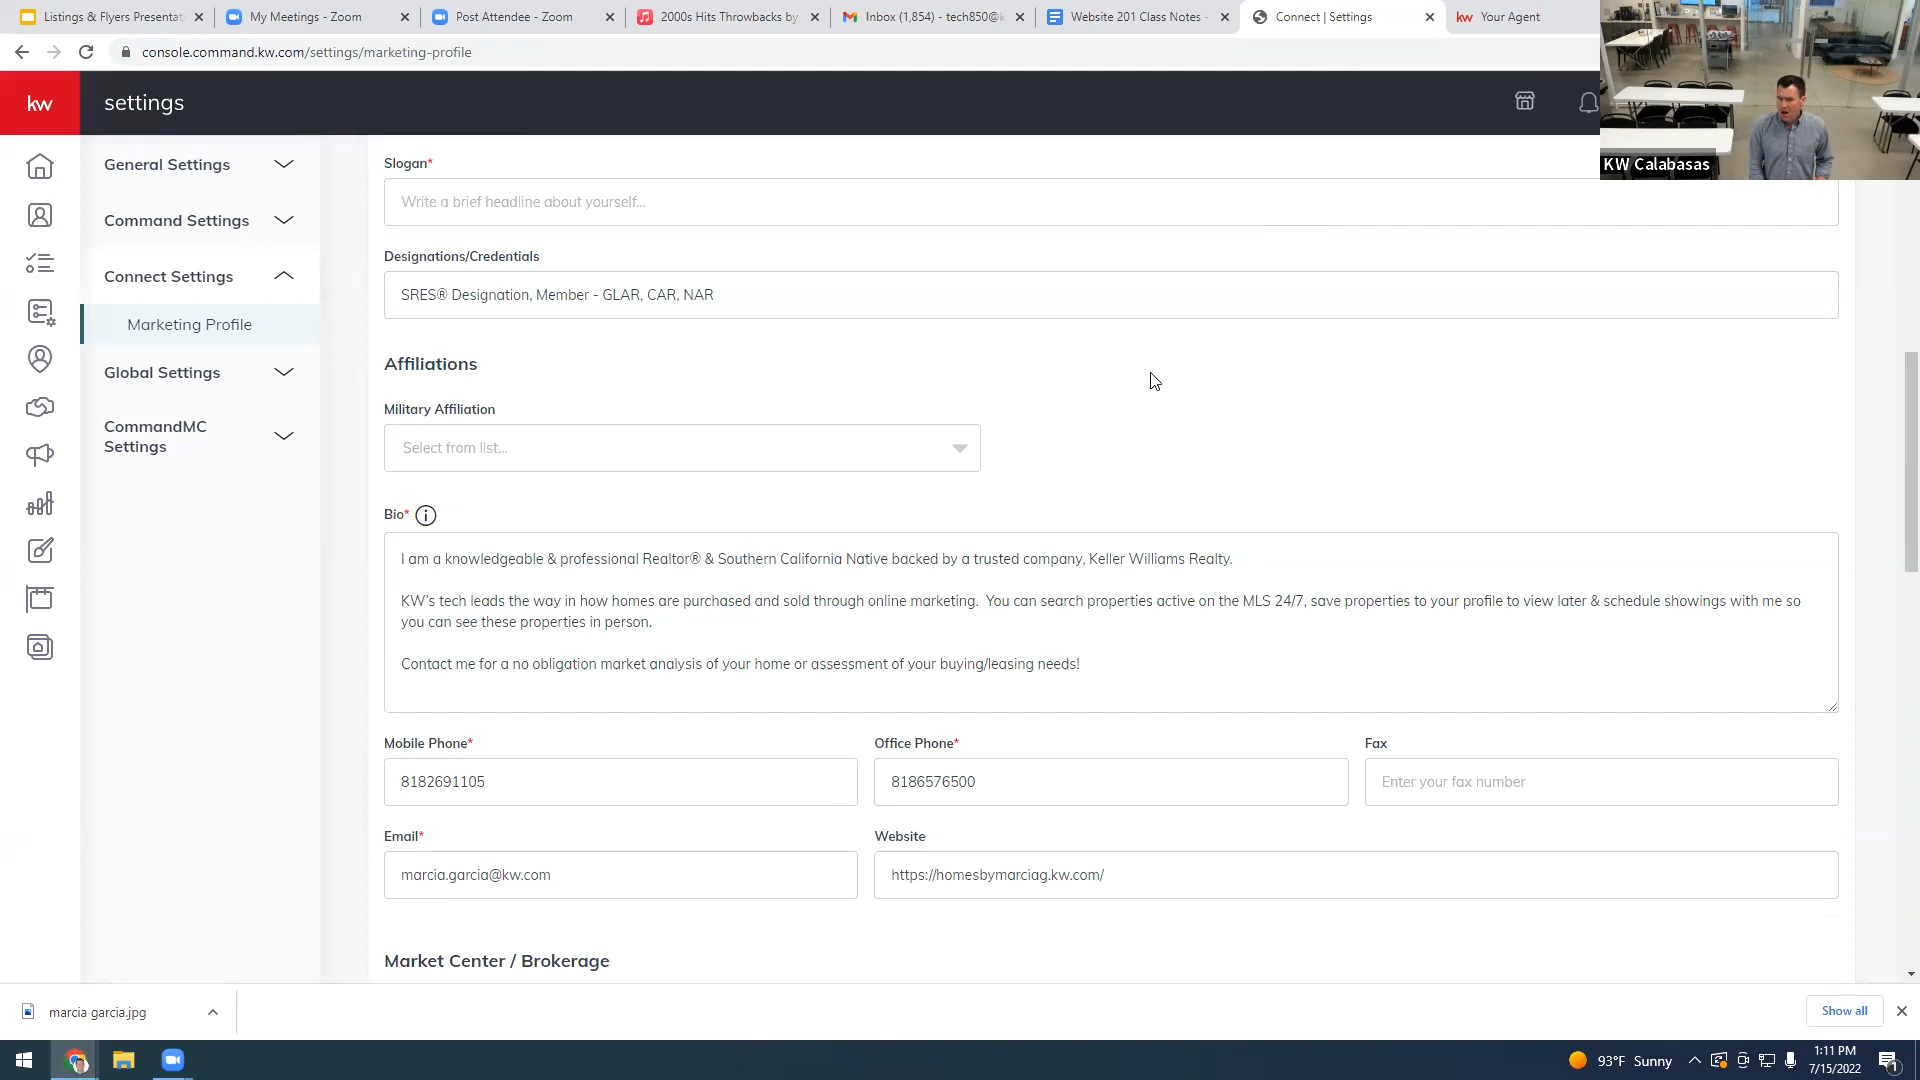 Listings & Flyers Presentat
My Meetings - Zoom
Post Attendee - Zoom
2000s Hits Throwbacks by
Inbox (1,854) - tech850@k
Website 201 Class Notes -
Connect | Settings
kw Your Agent
console.command.kw.com/settings/marketing-profile
kw
settings
KW Calabasas
General Settings
Command Settings
Connect Settings
Marketing Profile
Global Settings
CommandMC
Settings
Slogan*
Write a brief headline about yourself...
Designations/Credentials
SRES® Designation, Member - GLAR, CAR, NAR
Affiliations
Military Affiliation
Select from list...
Bio*
I am a knowledgeable & professional Realtor® & Southern California Native backed by a trusted company, Keller Williams Realty.
KW's tech leads the way in how homes are purchased and sold through online marketing.  You can search properties active on the MLS 24/7, save properties to your profile to view later & schedule showings with me so
you can see these properties in person.
Contact me for a no obligation market analysis of your home or assessment of your buying/leasing needs!
Mobile Phone* Office Phone* Fax
8182691105 8186576500 Enter your fax number
Email* Website
marcia.garcia@kw.com https://homesbymarciag.kw.com/
Market Center / Brokerage
marcia garcia.jpg
Show all
93°F Sunny
1:11 PM
7/15/2022
1